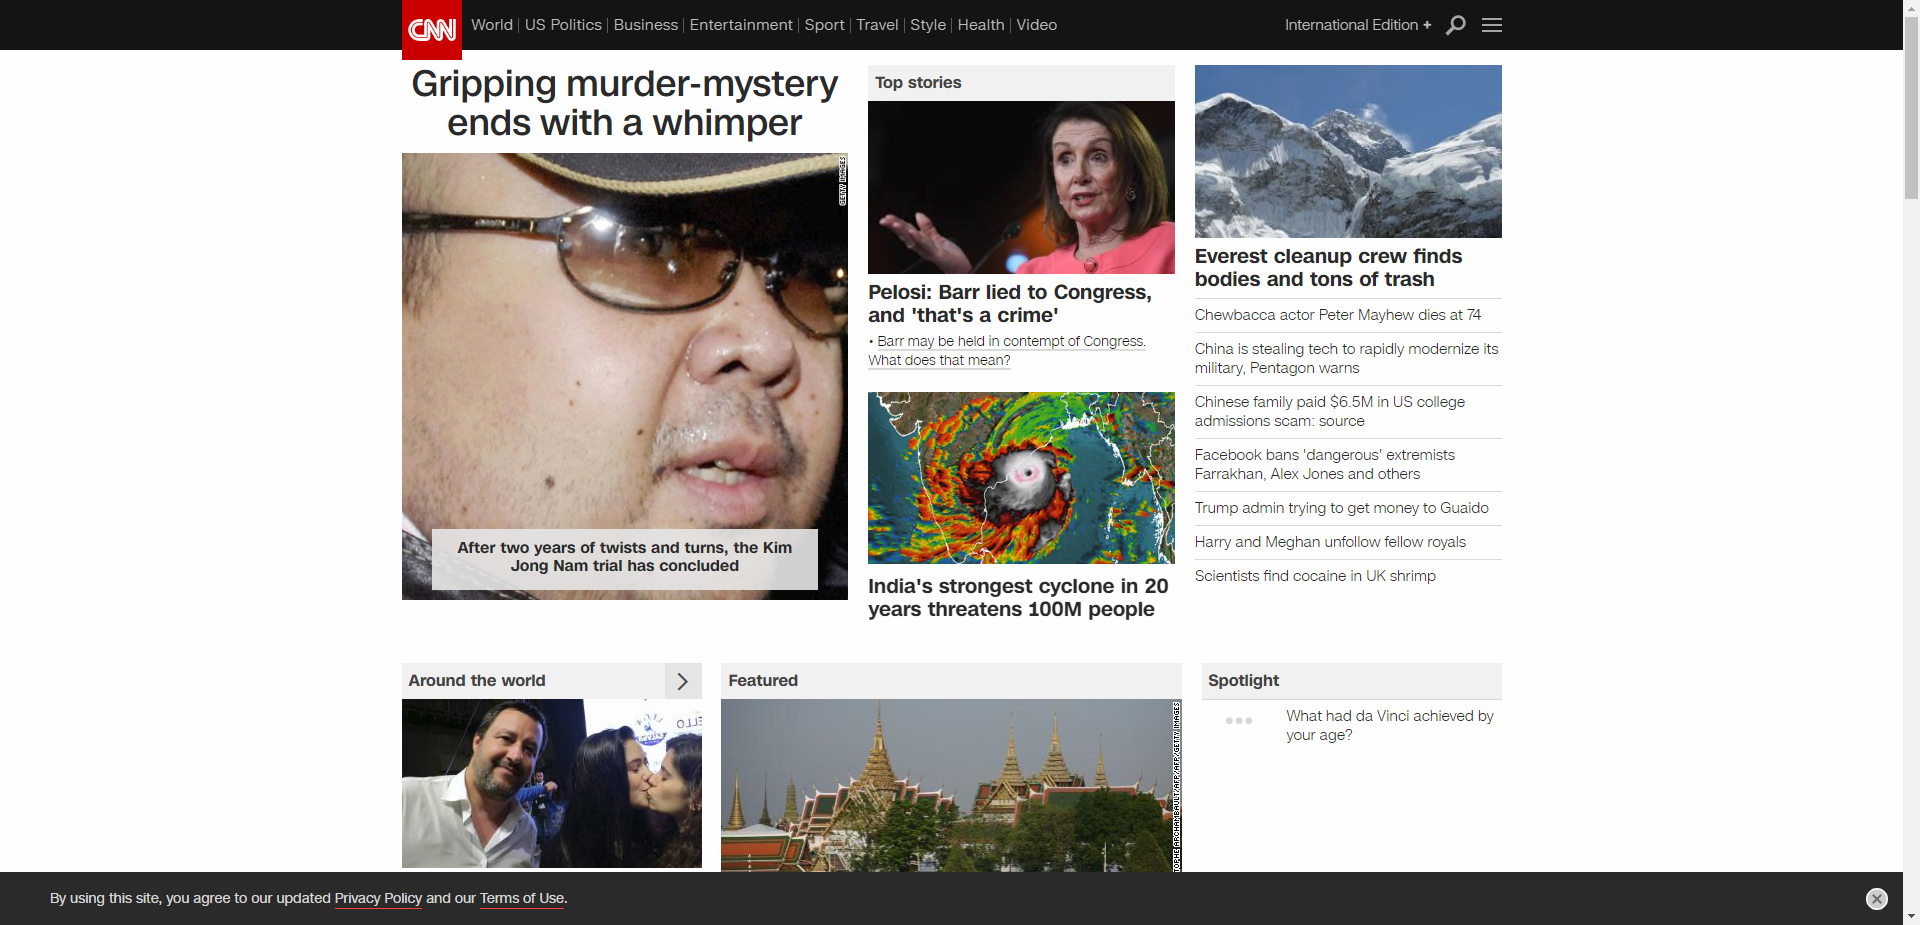 CNN
World
US Politics
Business
Entertainment
Sport
Travel
Style
Health
Video
International Edition +
Gripping murder-mystery
ends with a whimper
GETTY IMAGES
After two years of twists and turns, the Kim
Jong Nam trial has concluded
Top stories
Pelosi: Barr lied to Congress,
and 'that's a crime'
• Barr may be held in contempt of Congress.
What does that mean?
India's strongest cyclone in 20
years threatens 100M people
Everest cleanup crew finds
bodies and tons of trash
Chewbacca actor Peter Mayhew dies at 74
China is stealing tech to rapidly modernize its
military, Pentagon warns
Chinese family paid $6.5M in US college
admissions scam: source
Facebook bans 'dangerous' extremists
Farrakhan, Alex Jones and others
Trump admin trying to get money to Guaido
Harry and Meghan unfollow fellow royals
Scientists find cocaine in UK shrimp
Around the world
Featured
TOPHE ARCHAMBAULT/AFP/AFP/GETTY IMAGES
Spotlight
What had da Vinci achieved by
your age?
By using this site, you agree to our updated Privacy Policy and our Terms of Use.